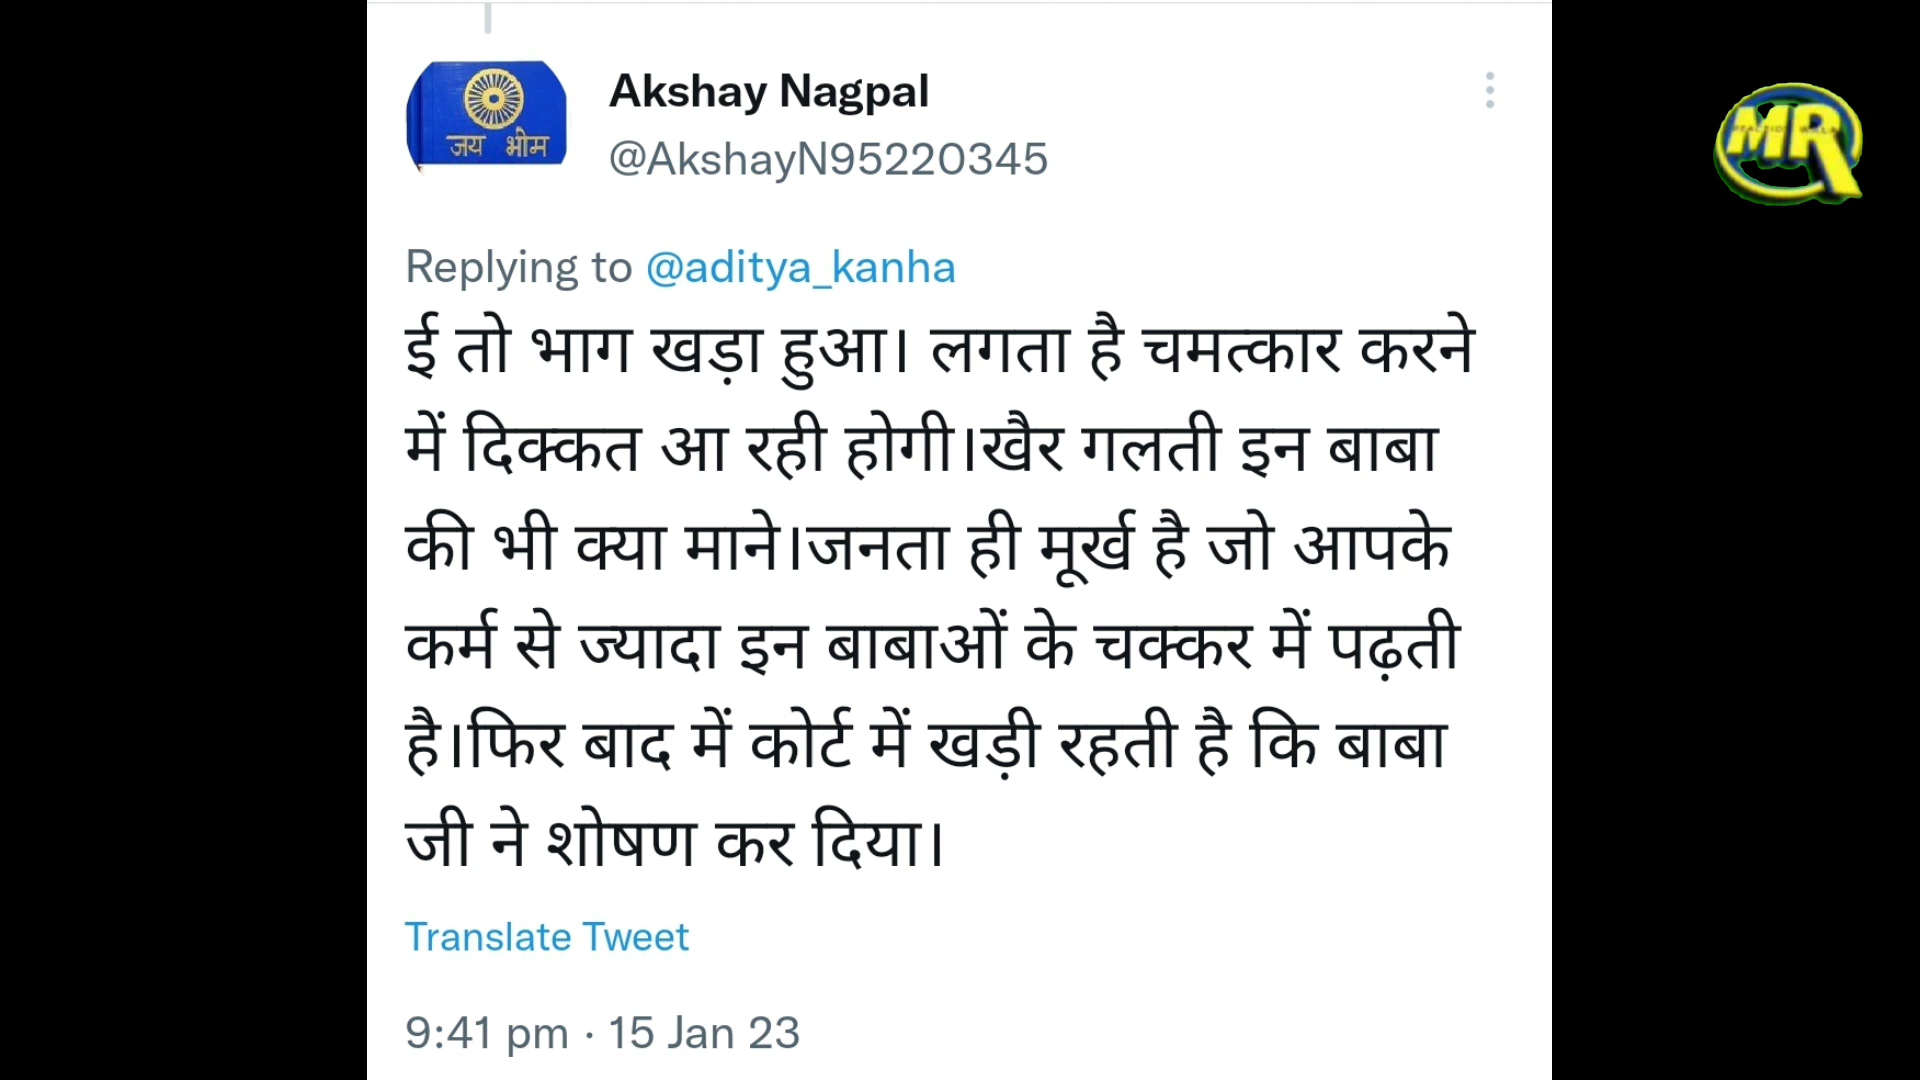 Akshay Nagpal
@AkshayN95220345
जय भीम
Replying to @aditya_kanha
ई तो भाग खड़ा हुआ। लगता है चमत्कार करने
में दिक्कत आ रही होगी।खैर गलती इन बाबा
की भी क्या माने।जनता ही मूर्ख है जो आपके
कर्म से ज्यादा इन बाबाओं के चक्कर में पढ़ती
है।फिर बाद में कोर्ट में खड़ी रहती है कि बाबा
जी ने शोषण कर दिया।
Translate Tweet
9:41 pm · 15 Jan 23
MR